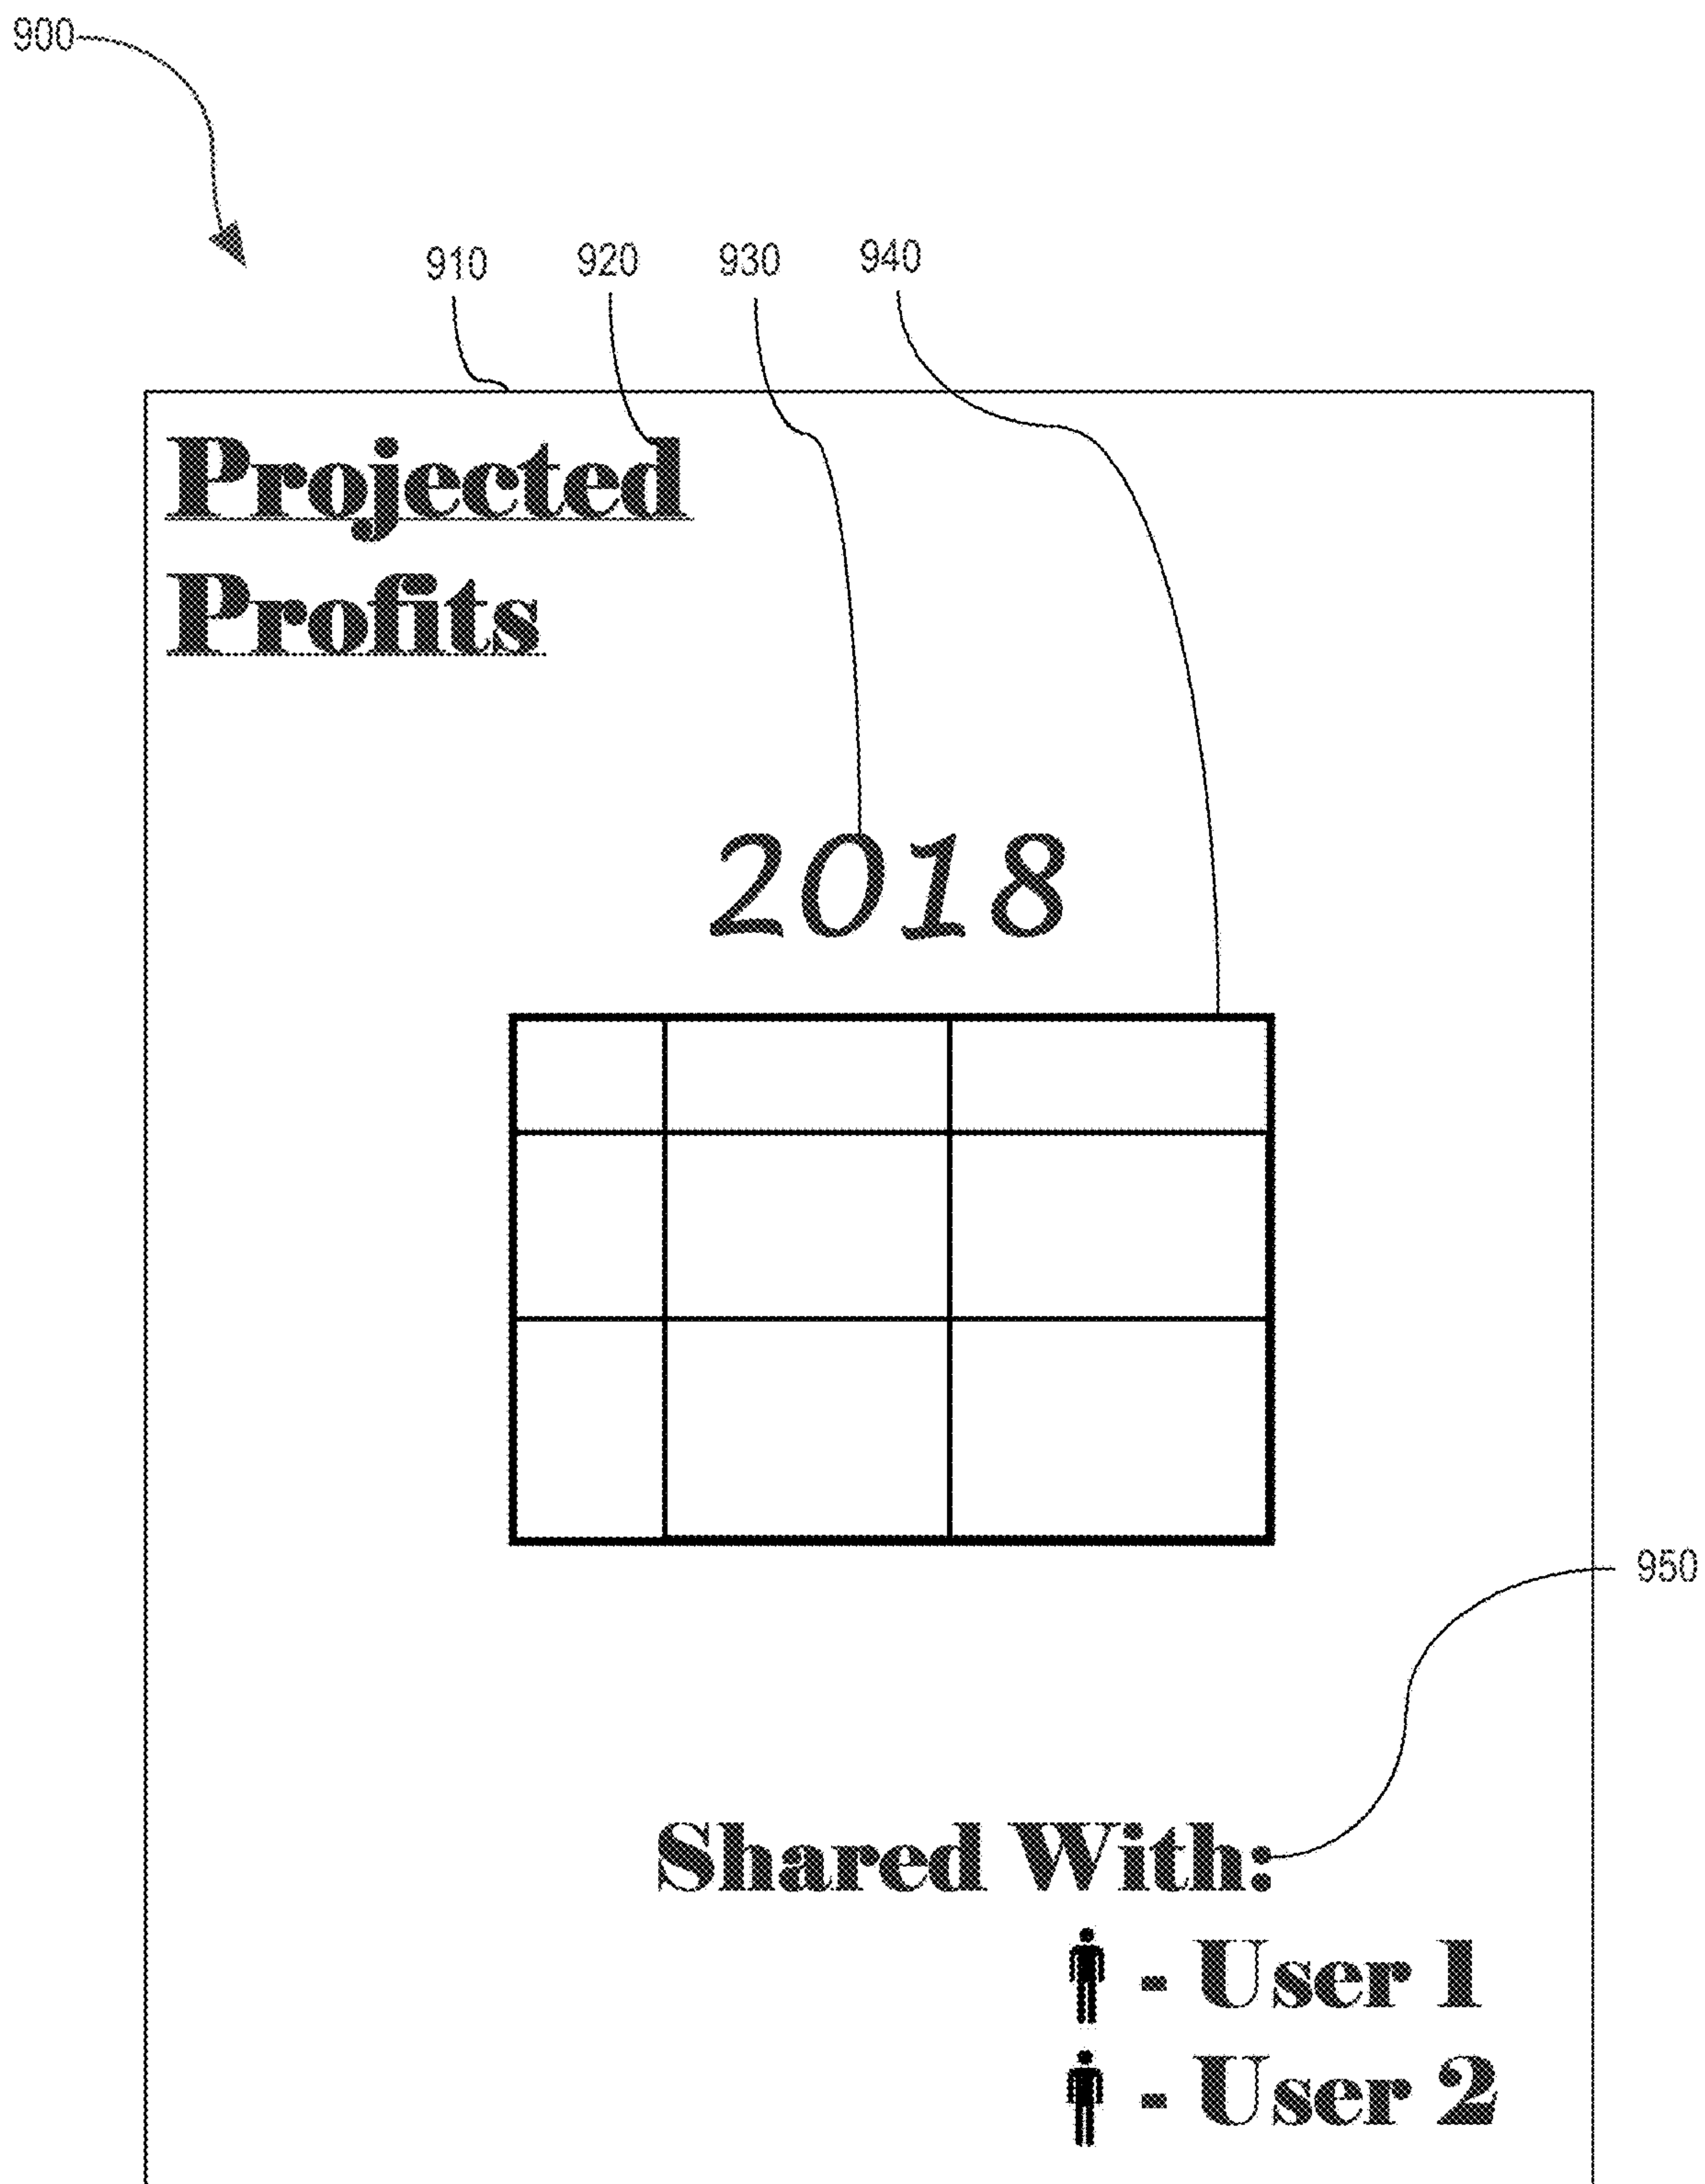 900
910 920 930 940
Projected
Profits
2018
950
Shared With:
- User 1
- User 2